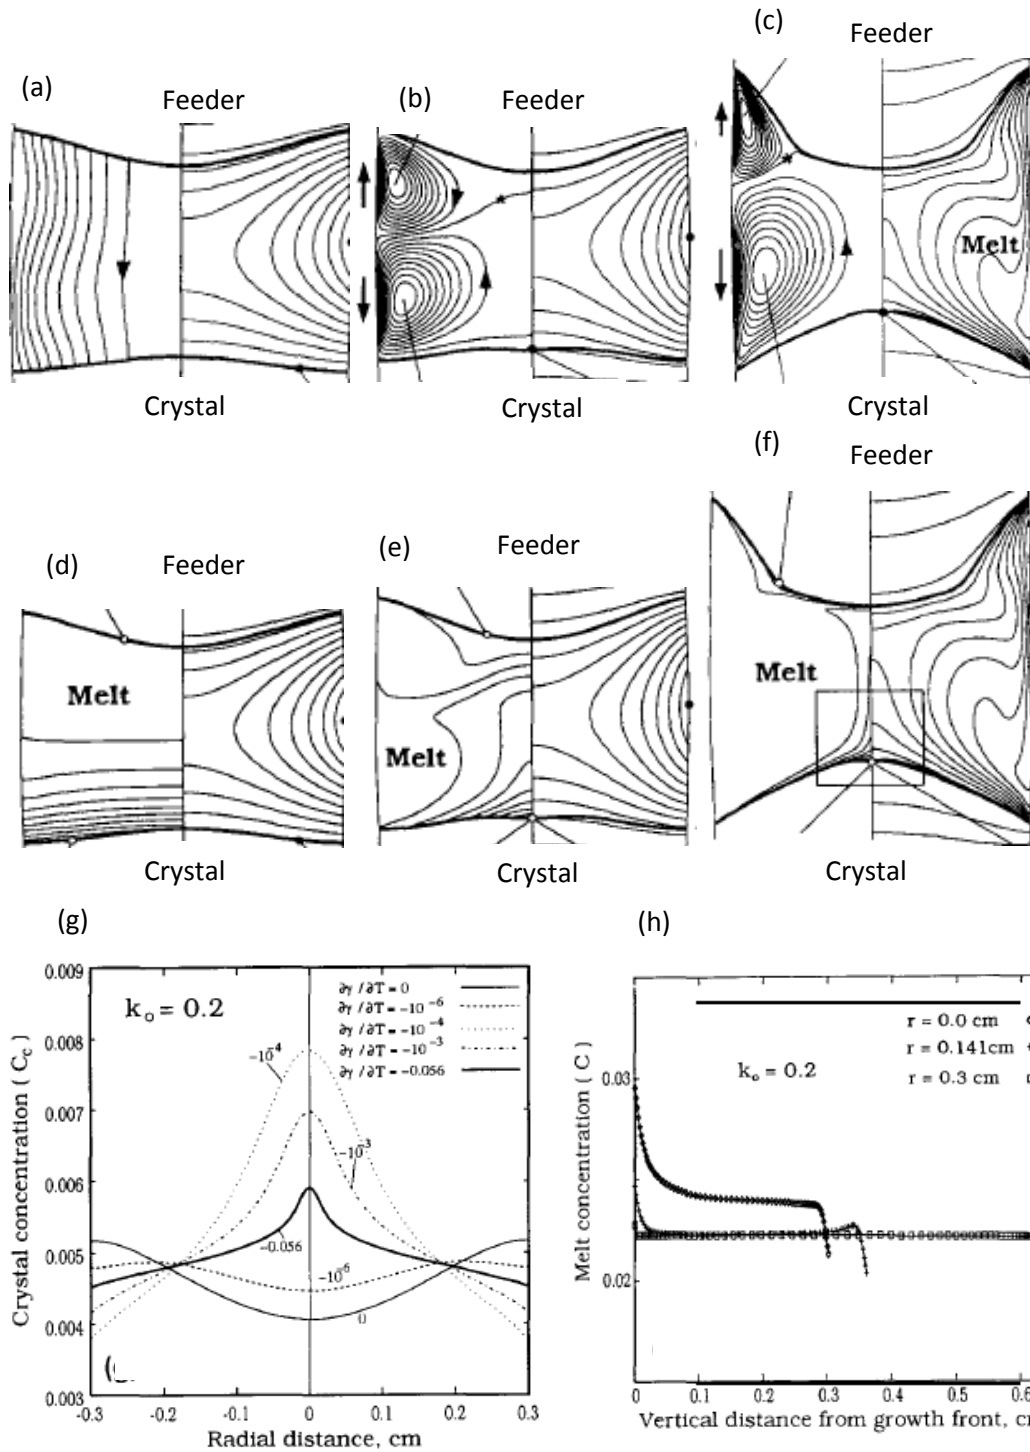 (a)
Feeder
(b)
Feeder
(c)
Feeder
Melt
Crystal
Crystal
Crystal
(d)
Feeder
(e)
Feeder
(f)
Feeder
Melt
Melt
Melt
Crystal
Crystal
Crystal
(g)
Crystal concentration ( C_c )
0.009
0.008
0.007
0.006
0.005
0.004
0.003
k_o = 0.2
∂γ / ∂T = 0
∂γ / ∂T = -10^-6
∂γ / ∂T = -10^-4
∂γ / ∂T = -10^-3
∂γ / ∂T = -0.056
-10^-4
-10^-3
-0.056
-10^-6
0
-0.3
-0.2
-0.1
0
0.1
0.2
0.3
Radial distance, cm
(h)
Melt concentration ( C )
0.03
0.02
r = 0.0 cm
r = 0.141cm
r = 0.3 cm
k_o = 0.2
0
0.1
0.2
0.3
0.4
0.5
0.6
Vertical distance from growth front,